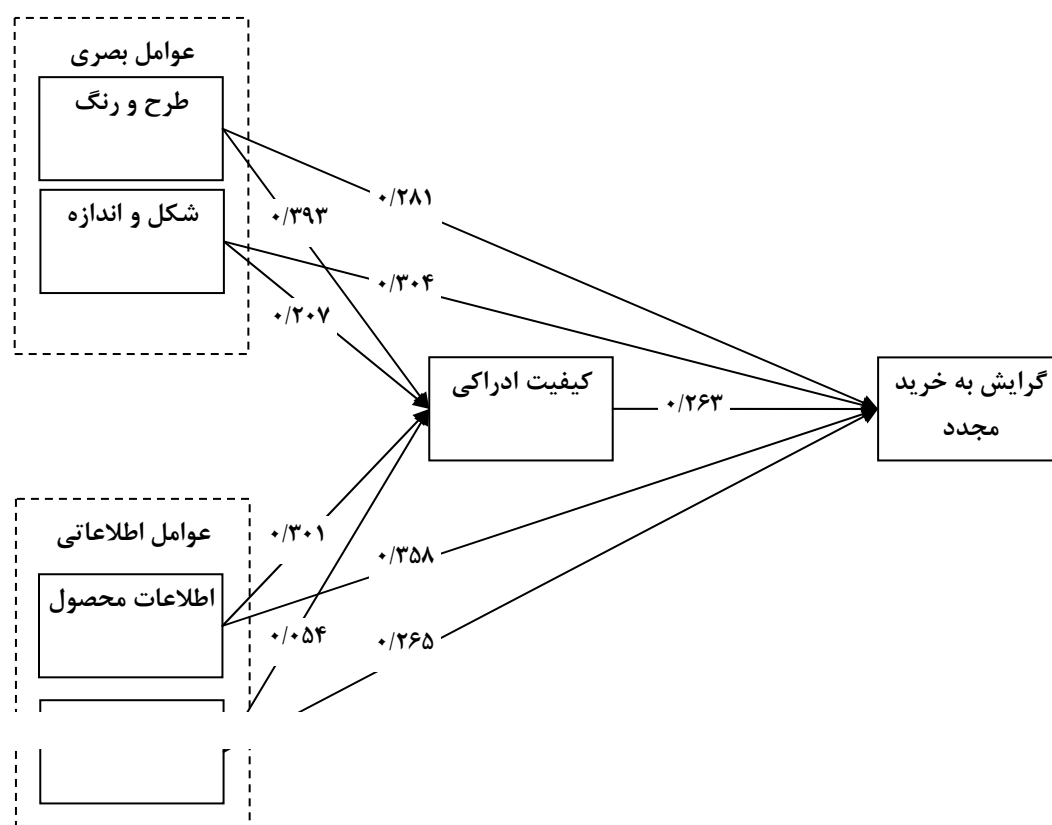 عوامل بصری
طرح و رنگ
شکل و اندازه
۰/۲۸۱
۰/۳۹۳
۰/۳۰۴
۰/۲۰۷
کیفیت ادراکی
۰/۲۶۳
گرایش به خرید
مجدد
عوامل اطلاعاتی
اطلاعات محصول
۰/۳۰۱
۰/۳۵۸
۰/۰۵۴
۰/۲۶۵